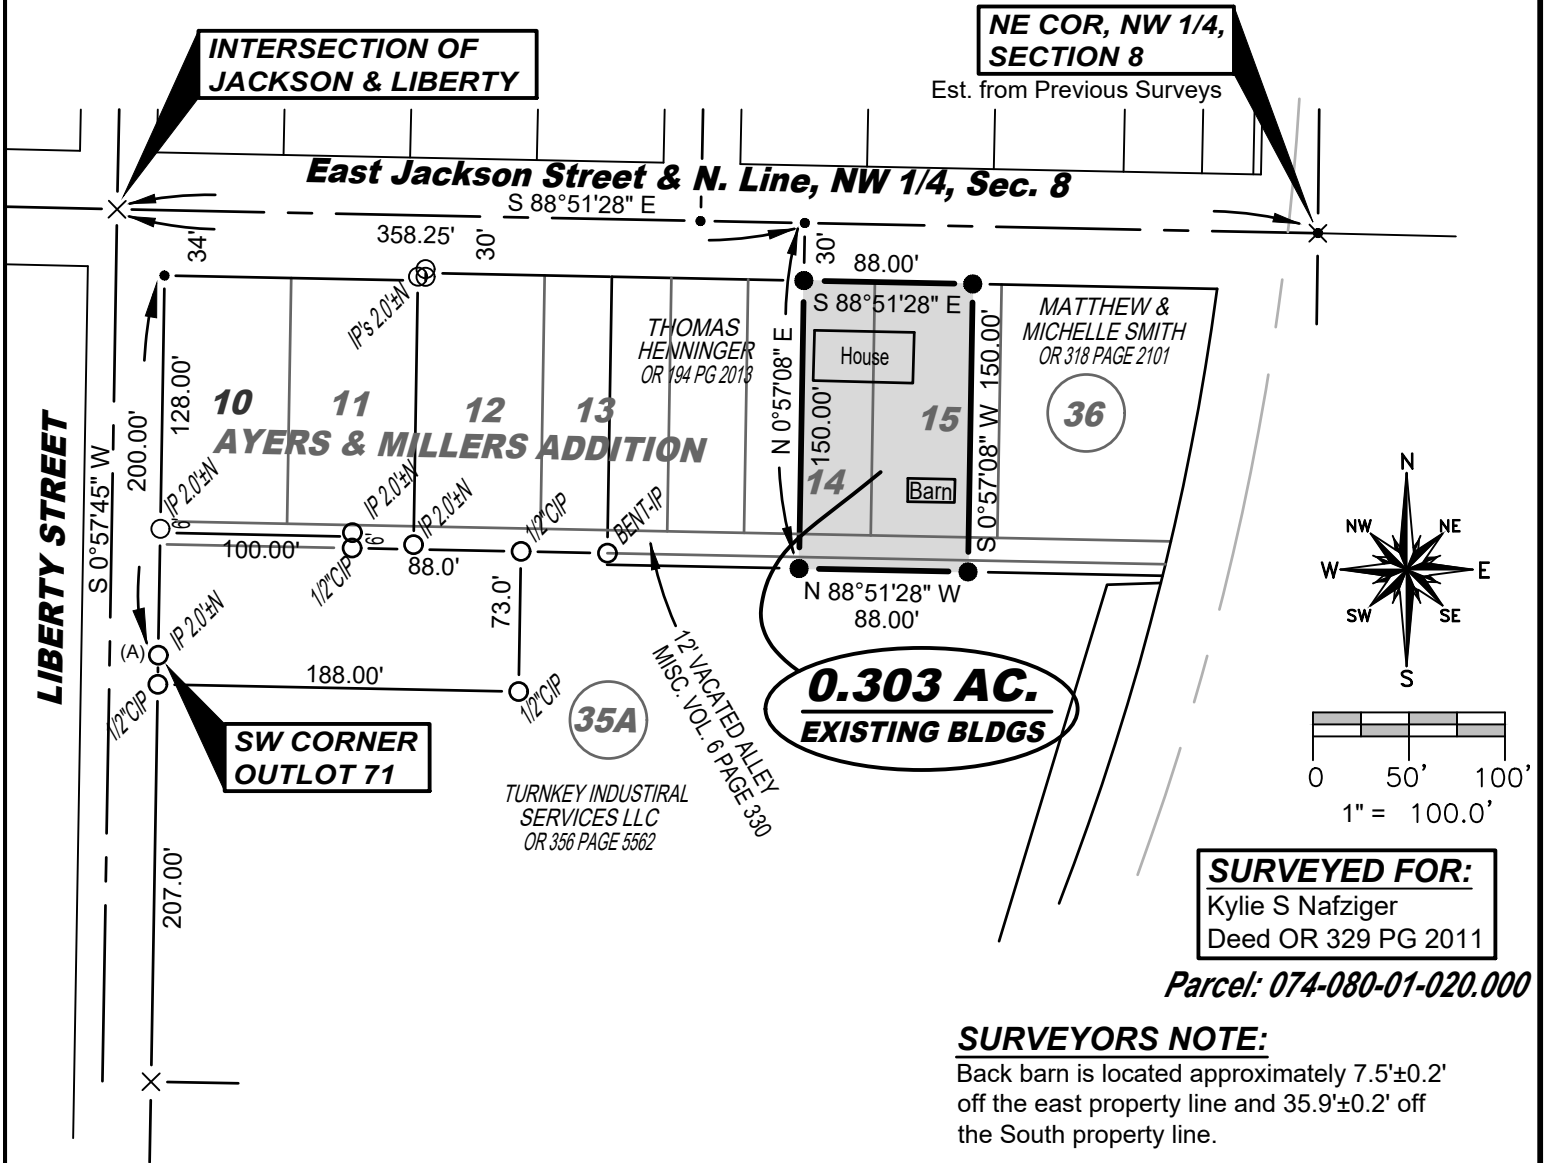 INTERSECTION OF
JACKSON & LIBERTY
NE COR, NW 1/4,
SECTION 8
Est. from Previous Surveys
East Jackson Street & N. Line, NW 1/4, Sec. 8
S 88°51'28" E
34'
358.25'
30'
30'
88.00'
S 88°51'28" E
IP's 2.0'±N
THOMAS
HENNINGER
OR 194 PG 2013
House
MATTHEW &
MICHELLE SMITH
OR 318 PAGE 2101
128.00'
200.00'
N 0°57'08" E
150.00'
S 0°57'08" W 150.00'
10
11
12
13
14
15
36
AYERS & MILLERS ADDITION
Barn
LIBERTY STREET
S 0°57'45" W
IP 2.0'±N
6'
IP 2.0'±N
IP 2.0'±N
1/2"CIP
BENT-IP
100.00'
6'
1/2"CIP
88.0'
73.0'
N 88°51'28" W
88.00'
N
NW
NE
W
E
SW
SE
S
(A)
IP 2.0'±N
1/2"CIP
188.00'
1/2"CIP
35A
12' VACATED ALLEY
MISC. VOL. 6 PAGE 330
0.303 AC.
EXISTING BLDGS
SW CORNER
OUTLOT 71
TURNKEY INDUSTIRAL
SERVICES LLC
OR 356 PAGE 5562
0 50' 100'
1" = 100.0'
207.00'
SURVEYED FOR:
Kylie S Nafziger
Deed OR 329 PG 2011
Parcel: 074-080-01-020.000
SURVEYORS NOTE:
Back barn is located approximately 7.5'±0.2'
off the east property line and 35.9'±0.2' off
the South property line.